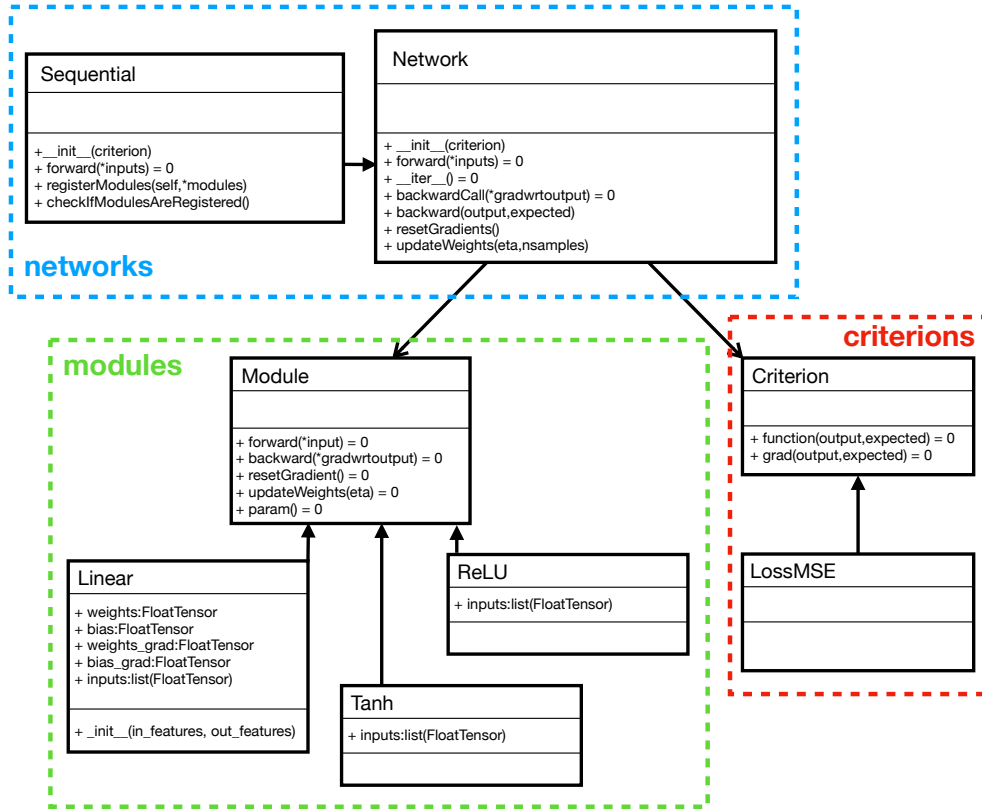 Sequential
+__init__(criterion)
+ forward(*inputs) = 0
+ registerModules(self,*modules)
+ checkIfModulesAreRegistered()
Network
+ __init__(criterion)
+ forward(*inputs) = 0
+ __iter__() = 0
+ backwardCall(*gradwrtoutput) = 0
+ backward(output,expected)
+ resetGradients()
+ updateWeights(eta,nsamples)
networks
modules
Module
+ forward(*input) = 0
+ backward(*gradwrtoutput) = 0
+ resetGradient() = 0
+ updateWeights(eta) = 0
+ param() = 0
criterions
Criterion
+ function(output,expected) = 0
+ grad(output,expected) = 0
Linear
+ weights:FloatTensor
+ bias:FloatTensor
+ weights_grad:FloatTensor
+ bias_grad:FloatTensor
+ inputs:list(FloatTensor)
+ _init__(in_features, out_features)
Tanh
+ inputs:list(FloatTensor)
ReLU
+ inputs:list(FloatTensor)
LossMSE